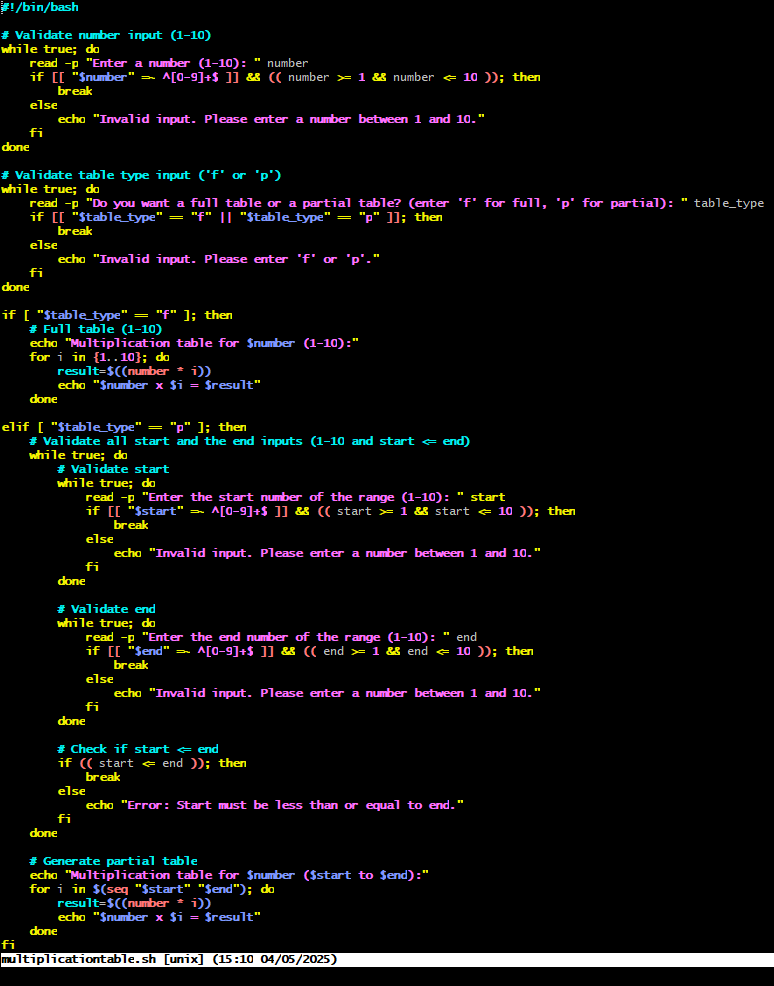 #!/bin/bash

# Validate number input (1-10)
while true; do
    read -p "Enter a number (1-10): " number
    if [[ "$number" =~ ^[0-9]+$ ]] && (( number >= 1 && number <= 10 )); then
        break
    else
        echo "Invalid input. Please enter a number between 1 and 10."
    fi
done

# Validate table type input ('f' or 'p')
while true; do
    read -p "Do you want a full table or a partial table? (enter 'f' for full, 'p' for partial): " table_type
    if [[ "$table_type" == "f" || "$table_type" == "p" ]]; then
        break
    else
        echo "Invalid input. Please enter 'f' or 'p'."
    fi
done

if [ "$table_type" == "f" ]; then
    # Full table (1-10)
    echo "Multiplication table for $number (1-10):"
    for i in {1..10}; do
        result=$((number * i))
        echo "$number x $i = $result"
    done

elif [ "$table_type" == "p" ]; then
    # Validate all start and the end inputs (1-10 and start <= end)
    while true; do
        # Validate start
        while true; do
            read -p "Enter the start number of the range (1-10): " start
            if [[ "$start" =~ ^[0-9]+$ ]] && (( start >= 1 && start <= 10 )); then
                break
            else
                echo "Invalid input. Please enter a number between 1 and 10."
            fi
        done

        # Validate end
        while true; do
            read -p "Enter the end number of the range (1-10): " end
            if [[ "$end" =~ ^[0-9]+$ ]] && (( end >= 1 && end <= 10 )); then
                break
            else
                echo "Invalid input. Please enter a number between 1 and 10."
            fi
        done

        # Check if start <= end
        if (( start <= end )); then
            break
        else
            echo "Error: Start must be less than or equal to end."
        fi
    done

    # Generate partial table
    echo "Multiplication table for $number ($start to $end):"
    for i in $(seq "$start" "$end"); do
        result=$((number * i))
        echo "$number x $i = $result"
    done
fi
multiplicationtable.sh [unix] (15:10 04/05/2025)